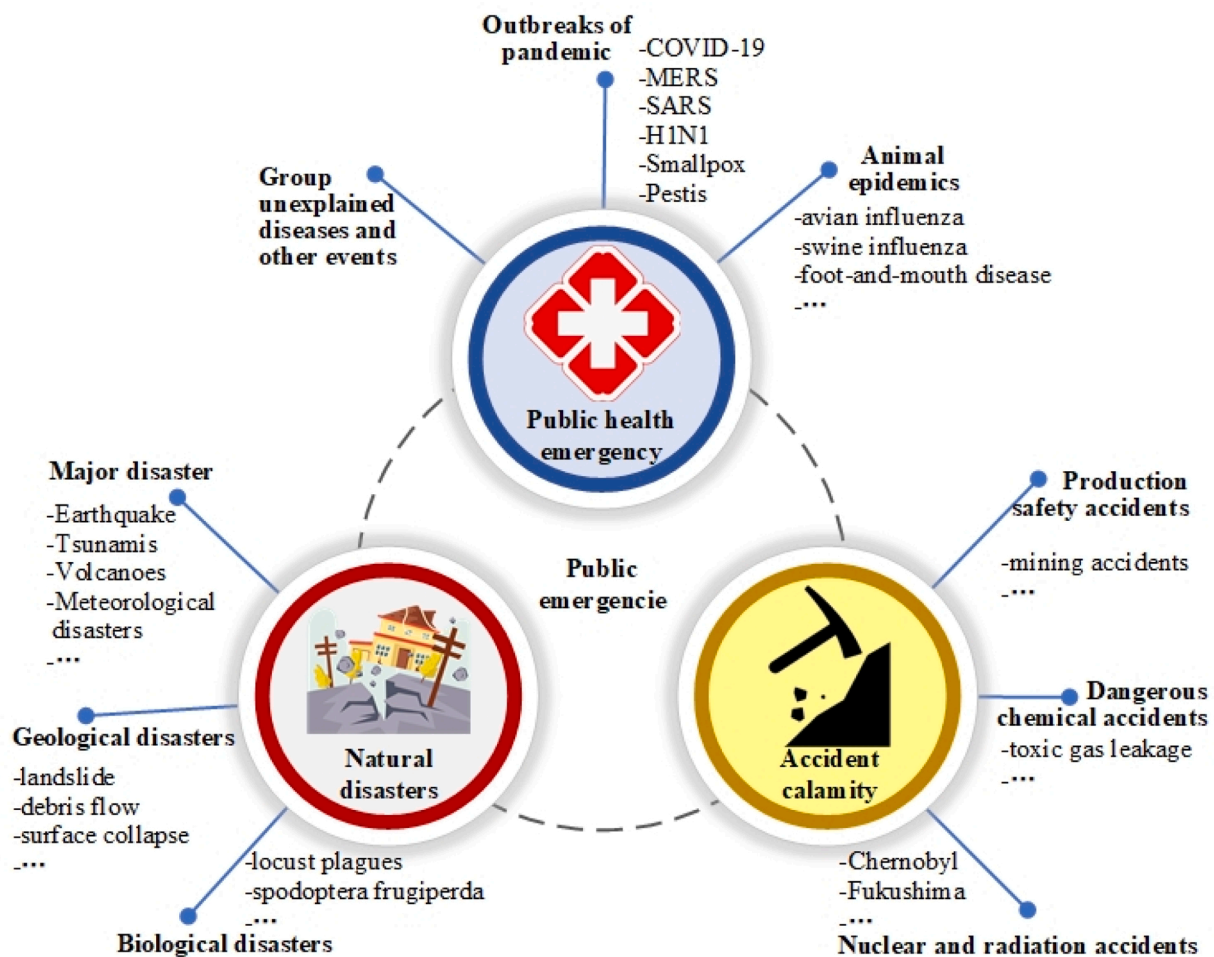 Outbreaks of
pandemic
-COVID-19
-MERS
-SARS
-H1N1
-Smallpox
-Pestis
Group
unexplained
diseases and
other events
Animal
epidemics
-avian influenza
-swine influenza
-foot-and-mouth disease
-...
Public health
emergency
Major disaster
-Earthquake
-Tsunamis
-Volcanoes
-Meteorological
disasters
-...
Public
emergencie
Production
safety accidents
-mining accidents
-...
Geological disasters
-landslide
-debris flow
-surface collapse
-...
Natural
disasters
Accident
calamity
Dangerous
chemical accidents
-toxic gas leakage
-...
-locust plagues
-spodoptera frugiperda
-...
Biological disasters
-Chernobyl
-Fukushima
-...
Nuclear and radiation accidents